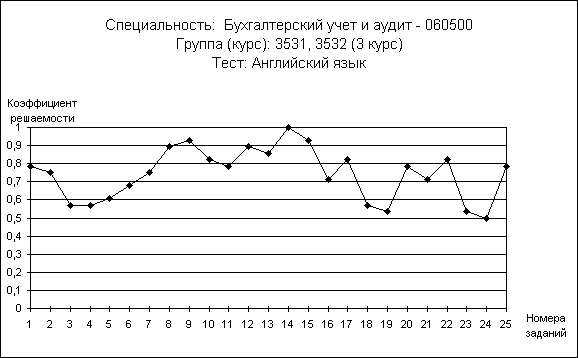 Специальность:  Бухгалтерский учет и аудит - 060500
Группа (курс): 3531, 3532 (3 курс)
Тест: Английский язык
Коэффициент
решаемости
1
0,9
0,8
0,7
0,6
0,5
0,4
0,3
0,2
0,1
0
1 2 3 4 5 6 7 8 9 10 11 12 13 14 15 16 17 18 19 20 21 22 23 24 25
Номера
заданий